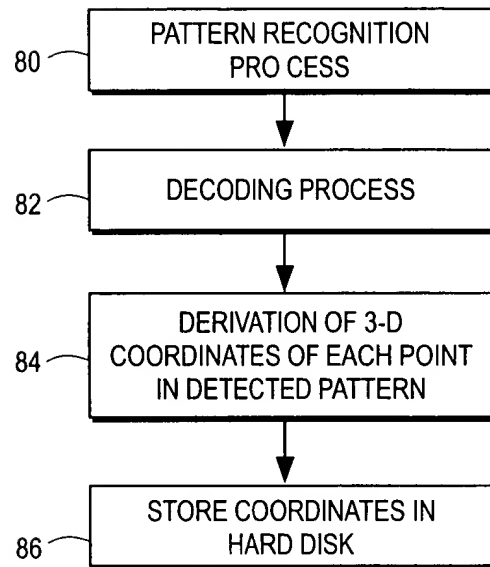 80
PATTERN RECOGNITION
PRO CESS
82
DECODING PROCESS
84
DERIVATION OF 3-D
COORDINATES OF EACH POINT
IN DETECTED PATTERN
86
STORE COORDINATES IN
HARD DISK